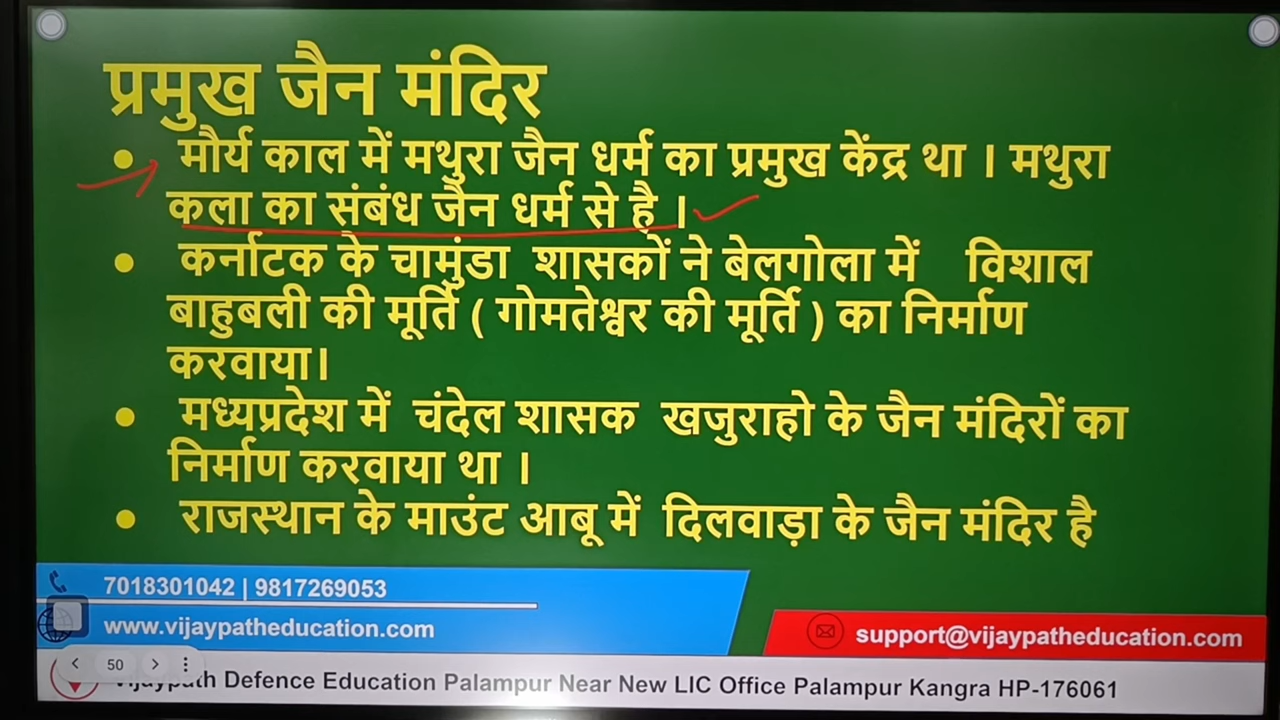 प्रमुख जैन मंदिर
• मौर्य काल में मथुरा जैन धर्म का प्रमुख केंद्र था । मथुरा
कला का संबंध जैन धर्म से है ।
• कर्नाटक के चामुंडा शासकों ने बेलगोला में विशाल
बाहुबली की मूर्ति ( गोमतेश्वर की मूर्ति ) का निर्माण
करवाया।
• मध्यप्रदेश में चंदेल शासक खजुराहो के जैन मंदिरों का
निर्माण करवाया था ।
• राजस्थान के माउंट आबू में दिलवाड़ा के जैन मंदिर है
7018301042 | 9817269053
www.vijaypatheducation.com
support@vijaypatheducation.com
50
Defence Education Palampur Near New LIC Office Palampur Kangra HP-176061